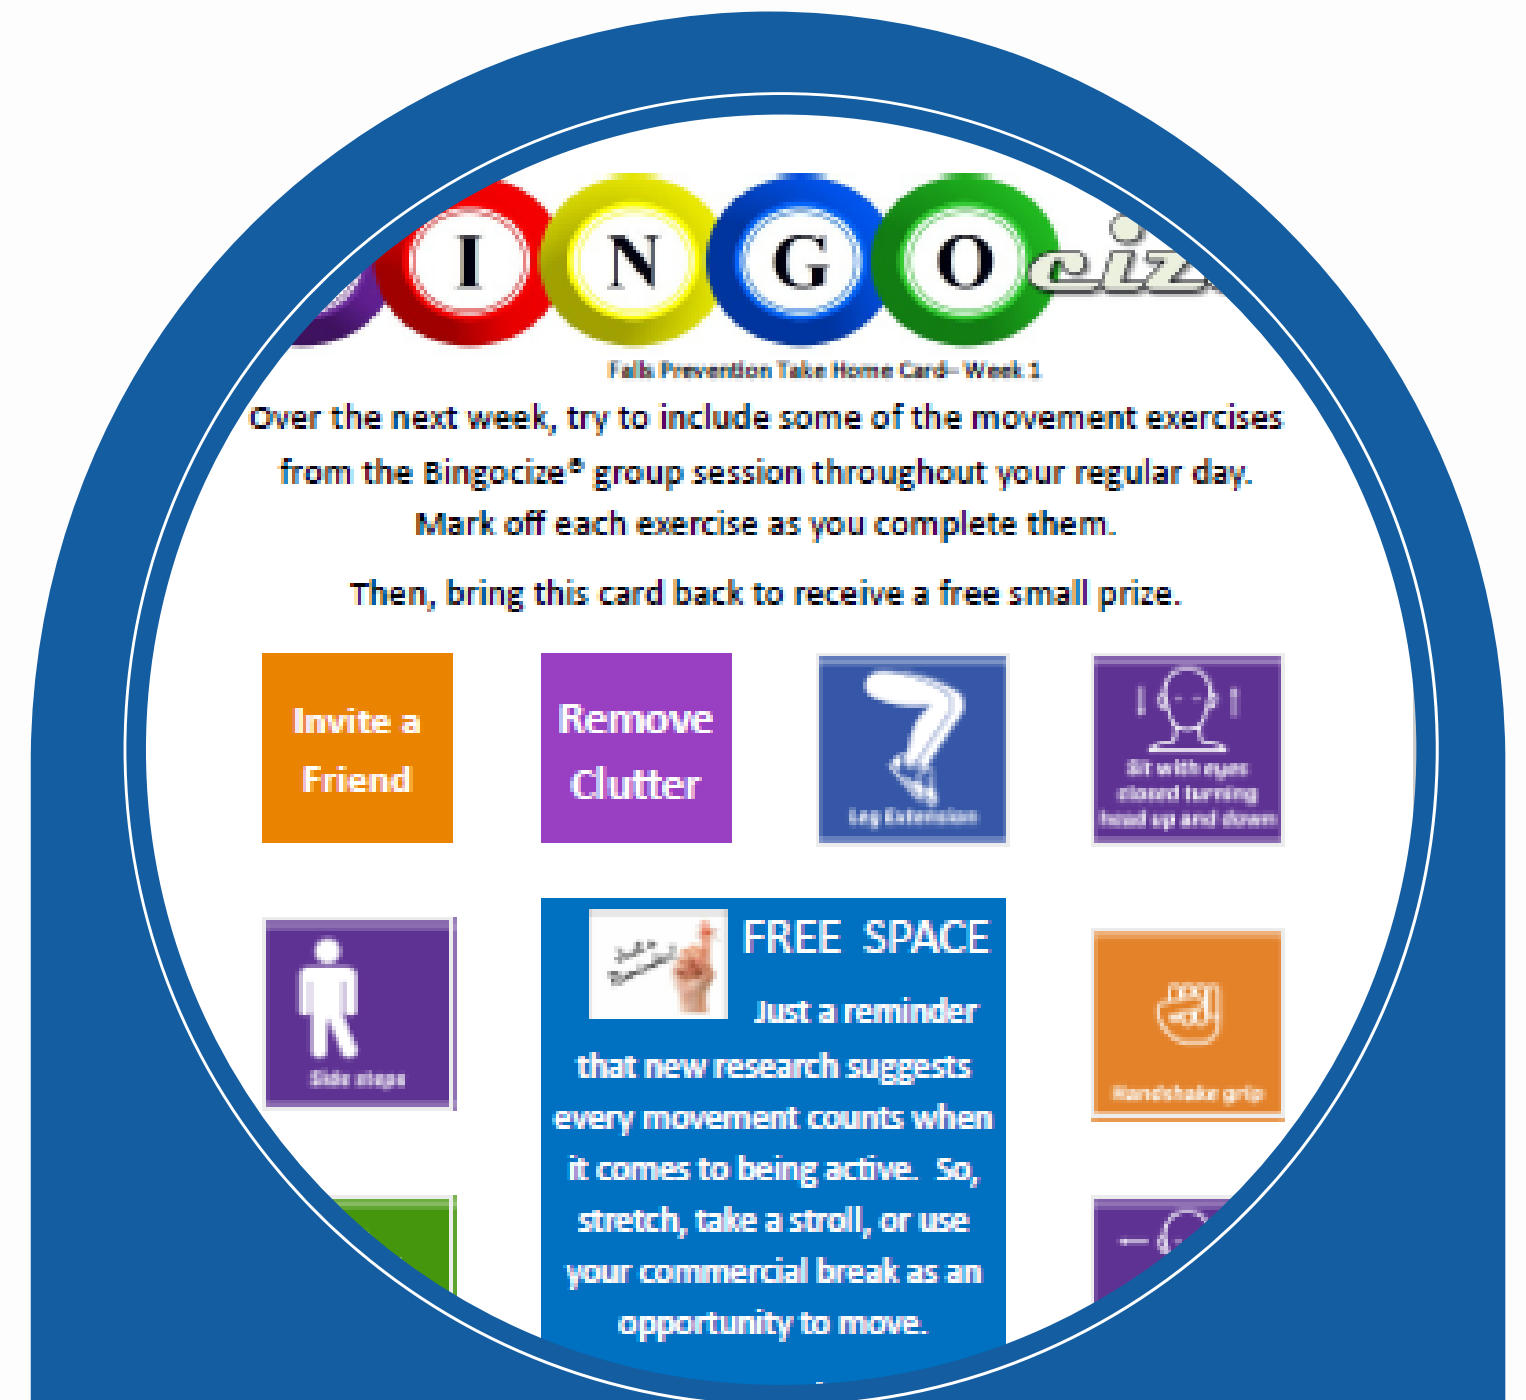 I N G O ciz
Falls Prevention Take Home Card– Week 1
Over the next week, try to include some of the movement exercises
from the Bingocize® group session throughout your regular day.
Mark off each exercise as you complete them.
Then, bring this card back to receive a free small prize.
Invite a
Friend
Remove
Clutter
Leg Extension
Sit with eyes
closed turning
head up and down
Side steps
Just a
Reminder!
FREE SPACE
Just a reminder
that new research suggests
every movement counts when
it comes to being active. So,
stretch, take a stroll, or use
your commercial break as an
opportunity to move.
Handshake grip